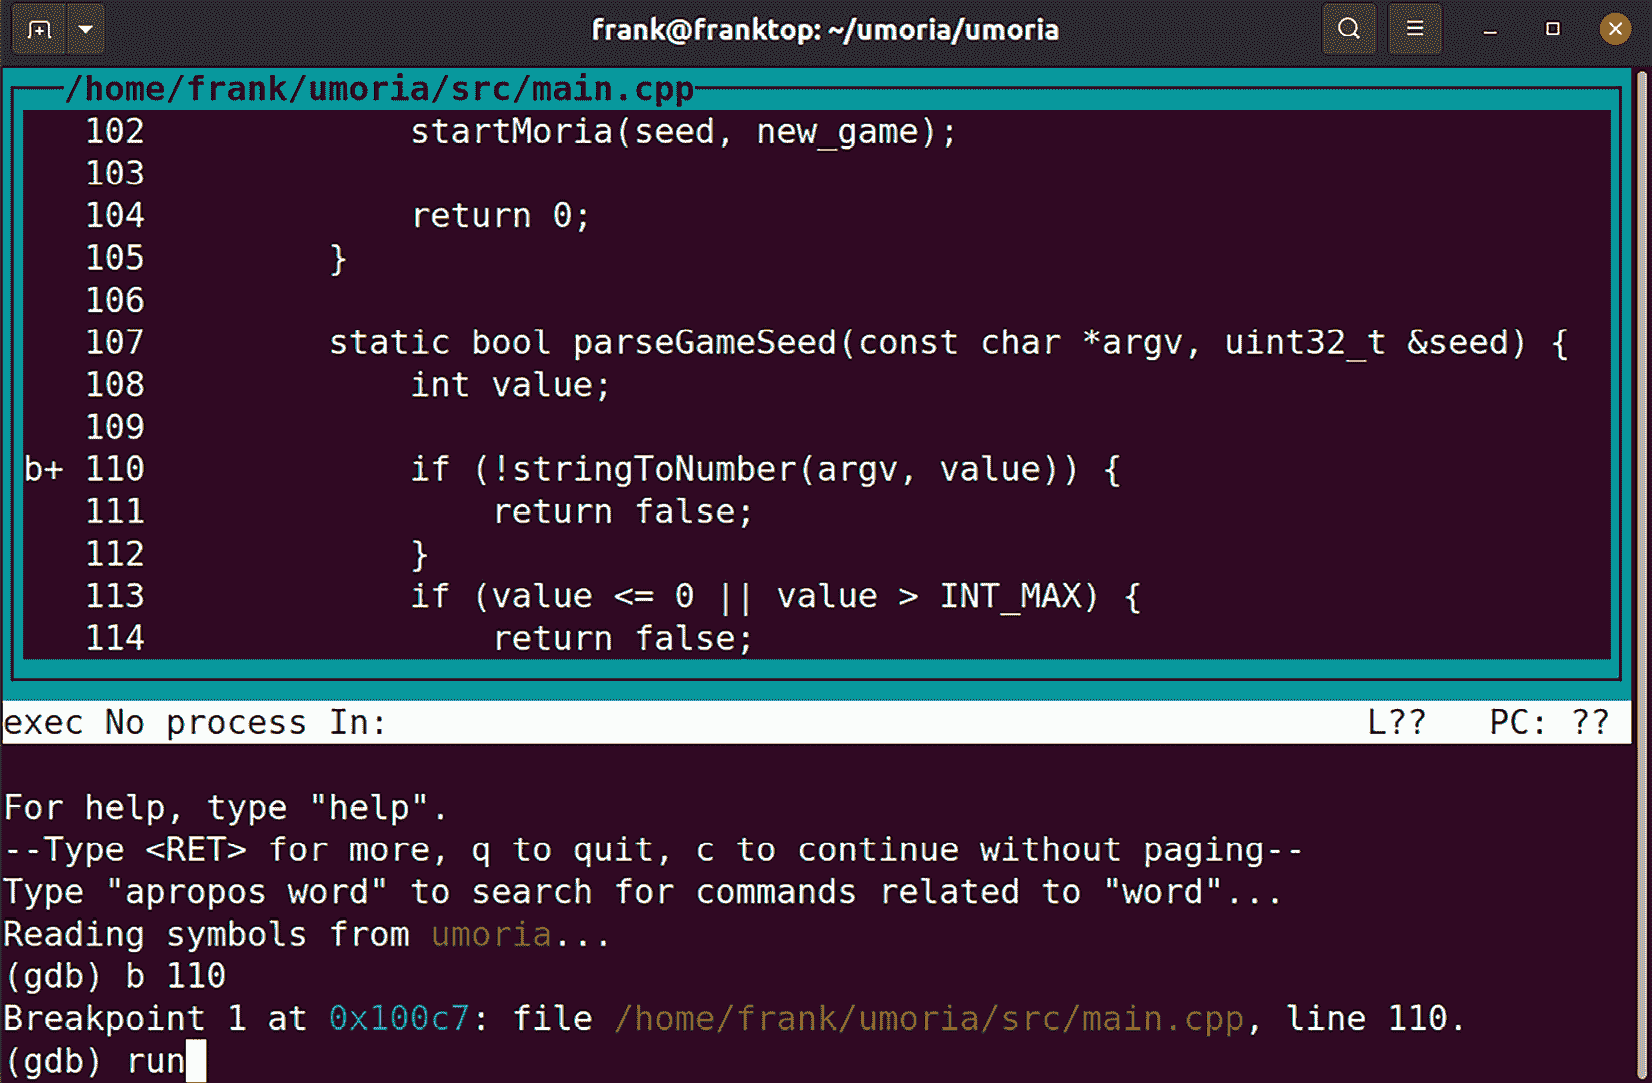 frank@franktop: ~/umoria/umoria
/home/frank/umoria/src/main.cpp
102 startMoria(seed, new_game);
103
104 return 0;
105 }
106
107 static bool parseGameSeed(const char *argv, uint32_t &seed) {
108 int value;
109
b+ 110 if (!stringToNumber(argv, value)) {
111 return false;
112 }
113 if (value <= 0 || value > INT_MAX) {
114 return false;
exec No process In: L?? PC: ??
For help, type "help".
--Type <RET> for more, q to quit, c to continue without paging--
Type "apropos word" to search for commands related to "word"...
Reading symbols from umoria...
(gdb) b 110
Breakpoint 1 at 0x100c7: file /home/frank/umoria/src/main.cpp, line 110.
(gdb) run